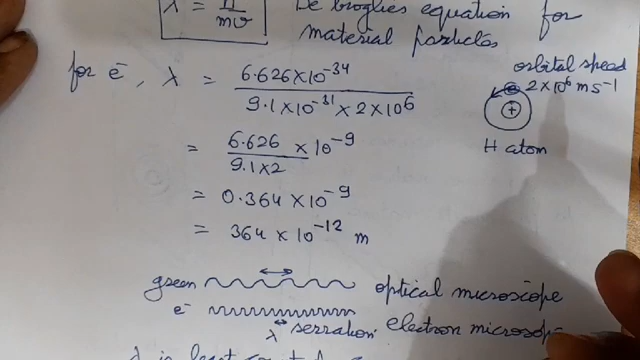 λ = h/mv De broglies equation for
material particles
for e⁻, λ = 6.626×10⁻³⁴ / 9.1×10⁻³¹ × 2×10⁶
orbital speed
2×10⁶ ms⁻¹
H atom
= 6.626 / 9.1×2 × 10⁻⁹
= 0.364 × 10⁻⁹
= 364 × 10⁻¹² m
green optical microscope
e⁻ electron microscope
λ serration
λ is least